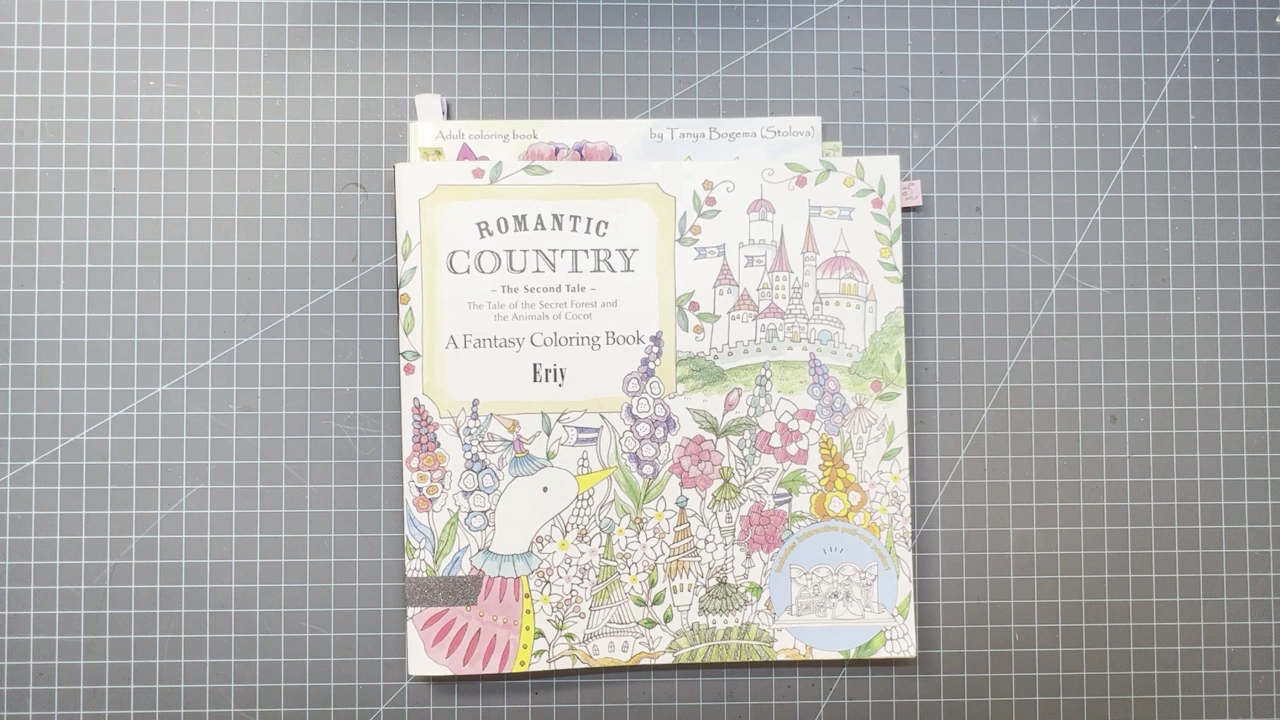 Adult coloring book
by Tanya Bogema (Stolova)
ROMANTIC
COUNTRY
– The Second Tale –
The Tale of the Secret Forest and
the Animals of Cocot
A Fantasy Coloring Book
Eriy